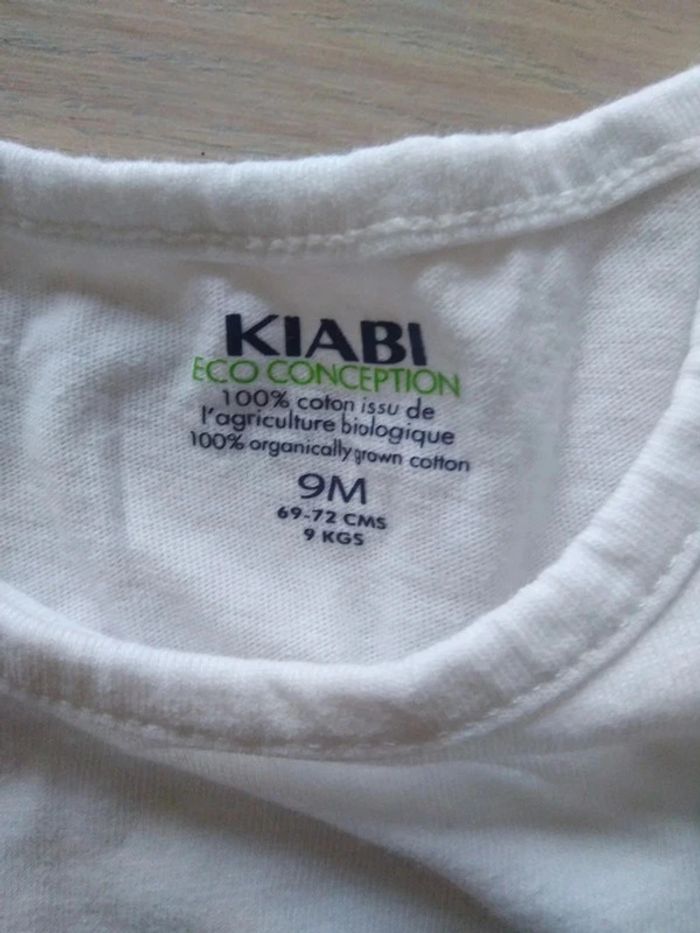 KIABI
ECO CONCEPTION
100% coton issu de
l'agriculture biologique
100% organically grown cotton
9M
69-72 CMS
9 KGS